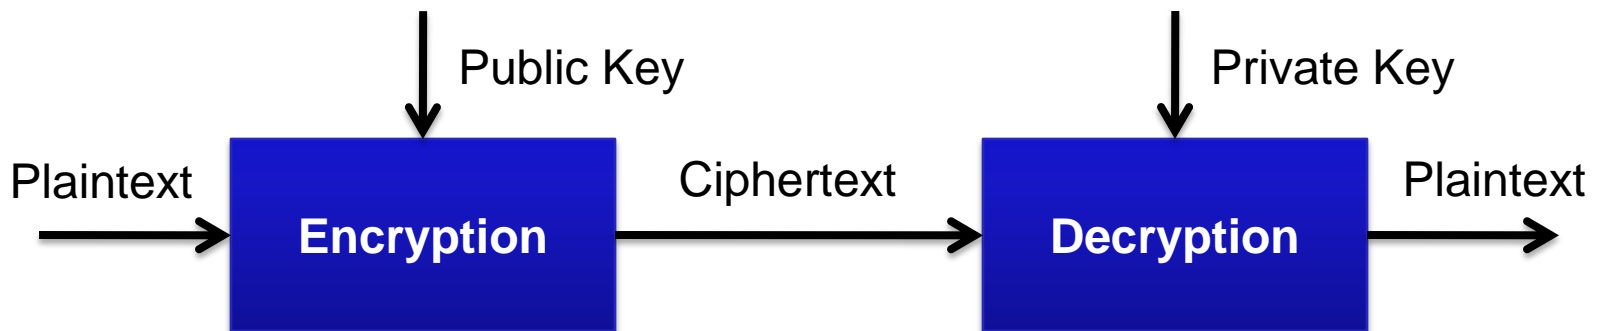 Public Key
Private Key
Plaintext
Ciphertext
Plaintext
Encryption
Decryption